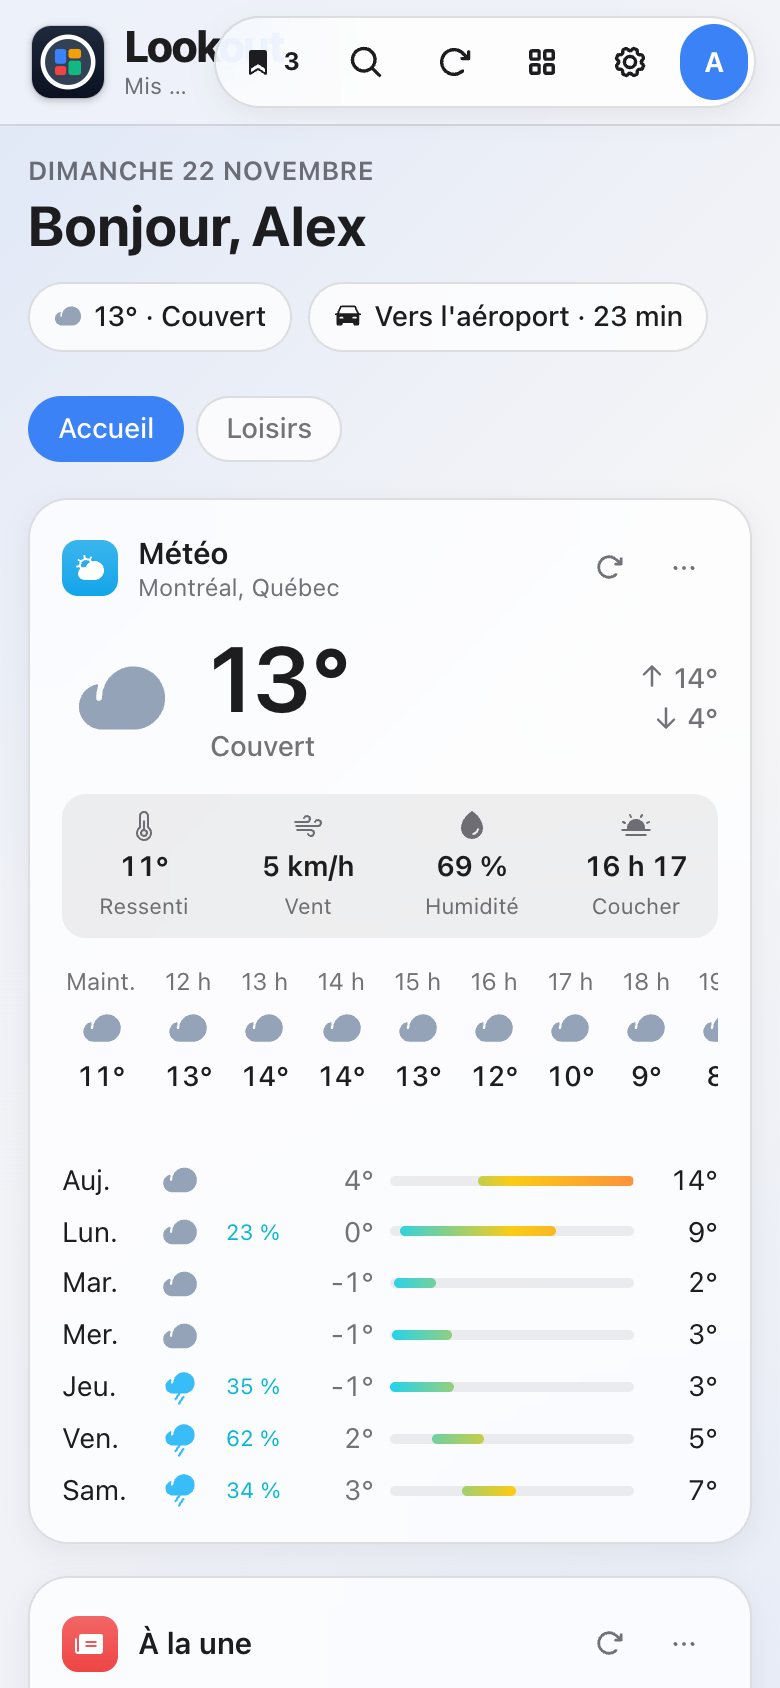 Lookout
Mis ...
3
A
DIMANCHE 22 NOVEMBRE
Bonjour, Alex
13° · Couvert
Vers l'aéroport · 23 min
Accueil
Loisirs
Météo
Montréal, Québec
13°
Couvert
↑ 14°
↓ 4°
11° 5 km/h 69 % 16 h 17
Ressenti Vent Humidité Coucher
Maint. 12 h 13 h 14 h 15 h 16 h 17 h 18 h 19
11° 13° 14° 14° 13° 12° 10° 9° 8
Auj. 4° 14°
Lun. 23 % 0° 9°
Mar. -1° 2°
Mer. -1° 3°
Jeu. 35 % -1° 3°
Ven. 62 % 2° 5°
Sam. 34 % 3° 7°
À la une